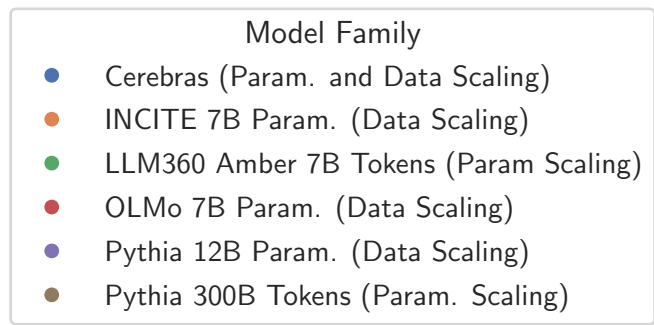 Model Family
Cerebras (Param. and Data Scaling)
INCITE 7B Param. (Data Scaling)
LLM360 Amber 7B Tokens (Param Scaling)
OLMo 7B Param. (Data Scaling)
Pythia 12B Param. (Data Scaling)
Pythia 300B Tokens (Param. Scaling)